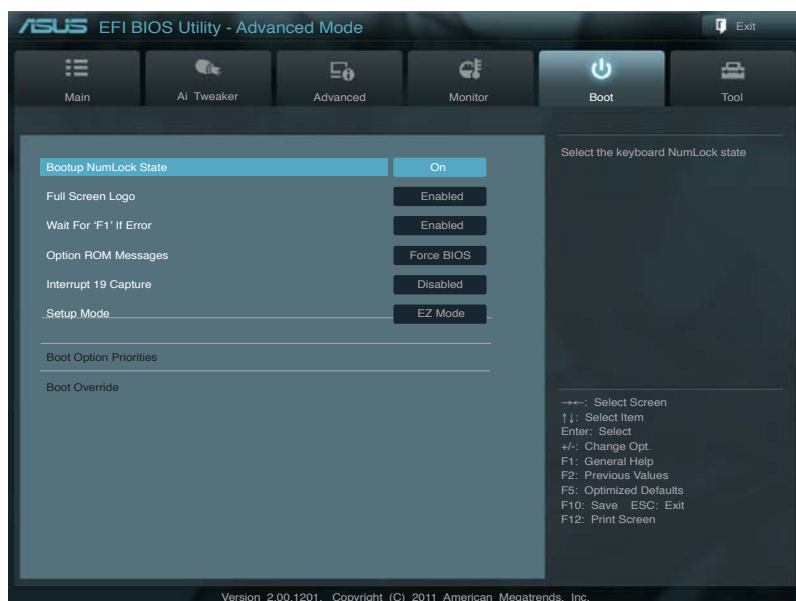 ASUS EFI BIOS Utility - Advanced Mode
Exit
Main Ai Tweaker Advanced Monitor Boot Tool
Select the keyboard NumLock state
Bootup NumLock State On
Full Screen Logo Enabled
Wait For ‘F1’ If Error Enabled
Option ROM Messages Force BIOS
Interrupt 19 Capture Disabled
Setup Mode EZ Mode
Boot Option Priorities
Boot Override
→←: Select Screen
↑↓: Select Item
Enter: Select
+/-: Change Opt.
F1: General Help
F2: Previous Values
F5: Optimized Defaults
F10: Save ESC: Exit
F12: Print Screen
Version 2.00.1201. Copyright (C) 2011 American Megatrends, Inc.